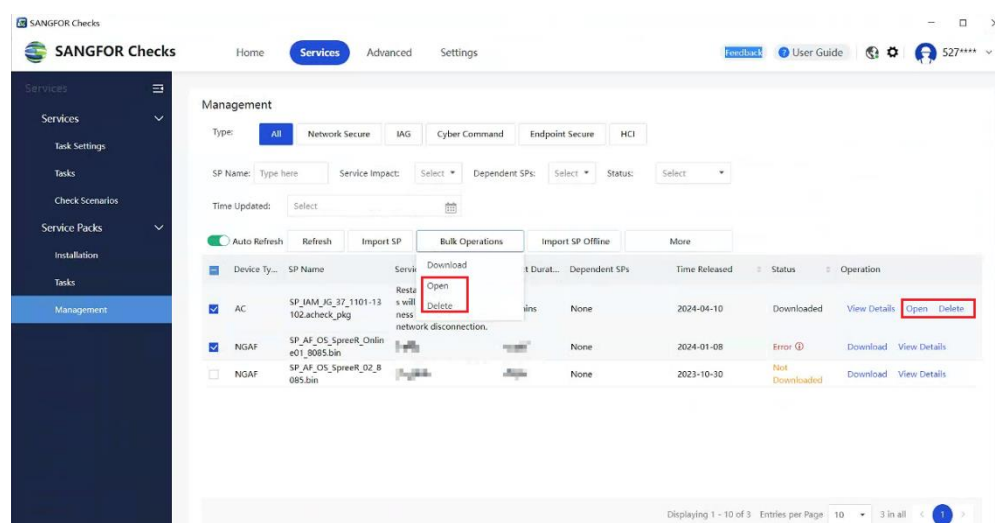 SANGFOR Checks
SANGFOR Checks Home Services Advanced Settings Feedback User Guide 527****
Services
Services
Task Settings
Tasks
Check Scenarios
Service Packs
Installation
Tasks
Management
Management
Type: All Network Secure IAG Cyber Command Endpoint Secure HCI
SP Name: Type here Service Impact: Select Dependent SPs: Select Status: Select
Time Updated: Select
Auto Refresh Refresh Import SP Bulk Operations Import SP Offline More
Download
Open
Delete
Device Ty... SP Name t Durat... Dependent SPs Time Released Status Operation
AC SP_IAM_JG_37_1101-13
102.acheck_pkg s will ness network disconnection. None 2024-04-10 Downloaded View Details Open Delete
NGAF SP_AF_OS_SpreeR_Onlin
e01_8085.bin None 2024-01-08 Error Download View Details
NGAF SP_AF_OS_SpreeR_02_8
085.bin None 2023-10-30 Not
Downloaded Download View Details
Displaying 1 - 10 of 3 Entries per Page 10 3 in all 1